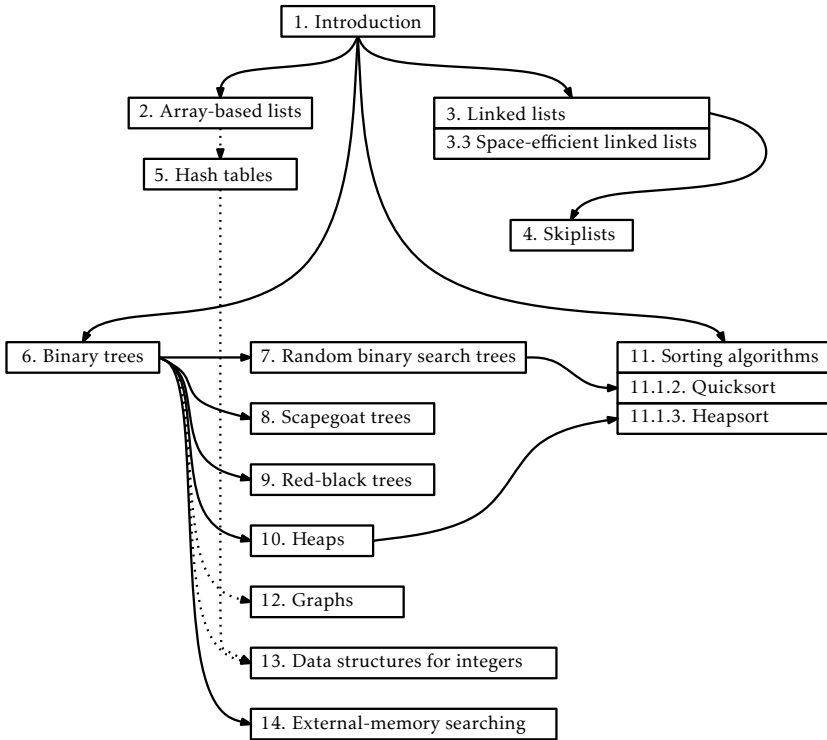 1. Introduction
2. Array-based lists
3. Linked lists
3.3 Space-efficient linked lists
5. Hash tables
4. Skiplists
6. Binary trees
7. Random binary search trees
11. Sorting algorithms
11.1.2. Quicksort
8. Scapegoat trees
11.1.3. Heapsort
9. Red-black trees
10. Heaps
12. Graphs
13. Data structures for integers
14. External-memory searching